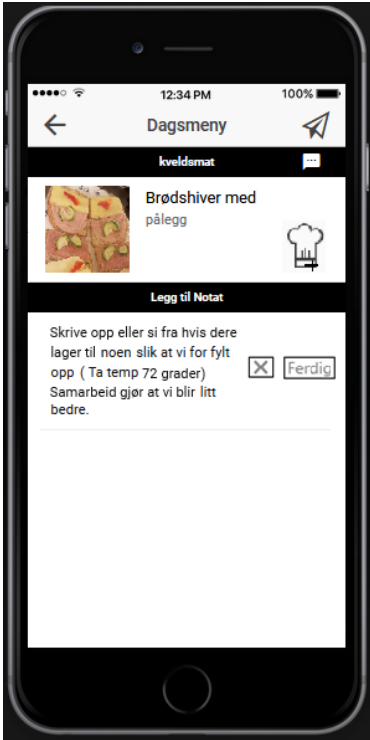 12:34 PM
100%
Dagsmeny
kveldsmat
Brødshiver med
pålegg
Legg til Notat
Skrive opp eller si fra hvis dere
lager til noen slik at vi for fylt
opp ( Ta temp 72 grader)
Samarbeid gjør at vi blir litt
bedre.
Ferdig